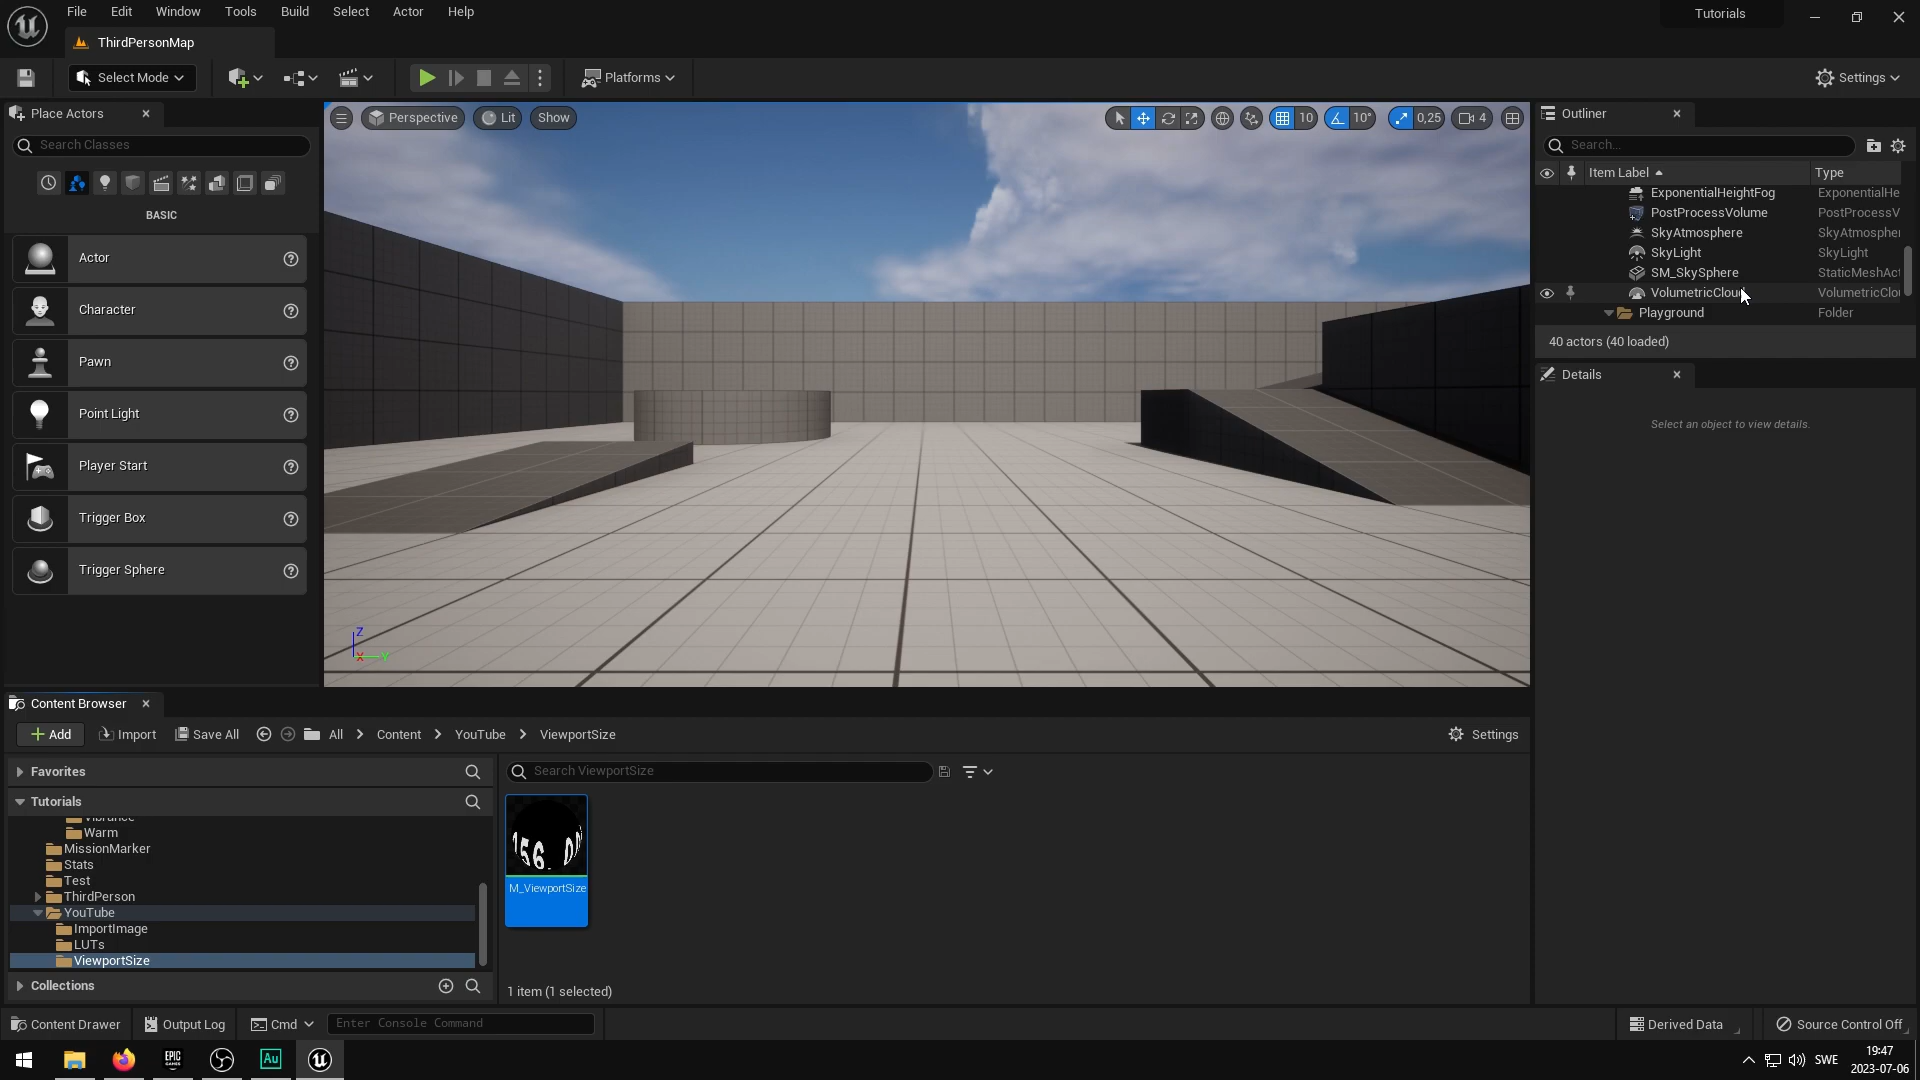 File Edit Window Tools Build Select Actor Help
Tutorials
ThirdPersonMap
Select Mode
Platforms
Settings
Place Actors
Search Classes
BASIC
Actor
Character
Pawn
Point Light
Player Start
Trigger Box
Trigger Sphere
Perspective Lit Show
10 10° 0,25 4
Z
X Y
Outliner
Search...
Item Label Type
ExponentialHeightFog ExponentialHe
PostProcessVolume PostProcessV
SkyAtmosphere SkyAtmospher
SkyLight SkyLight
SM_SkySphere StaticMeshAct
VolumetricCloud VolumetricClou
Playground Folder
40 actors (40 loaded)
Details
Select an object to view details.
Content Browser
Add Import Save All All Content YouTube ViewportSize Settings
Favorites
Search ViewportSize
Tutorials
Vibrance
Warm
MissionMarker
Stats
Test
ThirdPerson
YouTube
ImportImage
LUTs
ViewportSize
Collections
M_ViewportSize
1 item (1 selected)
Content Drawer Output Log Cmd Enter Console Command Derived Data Source Control Off
EPIC GAMES
Au
SWE
19:47
2023-07-06